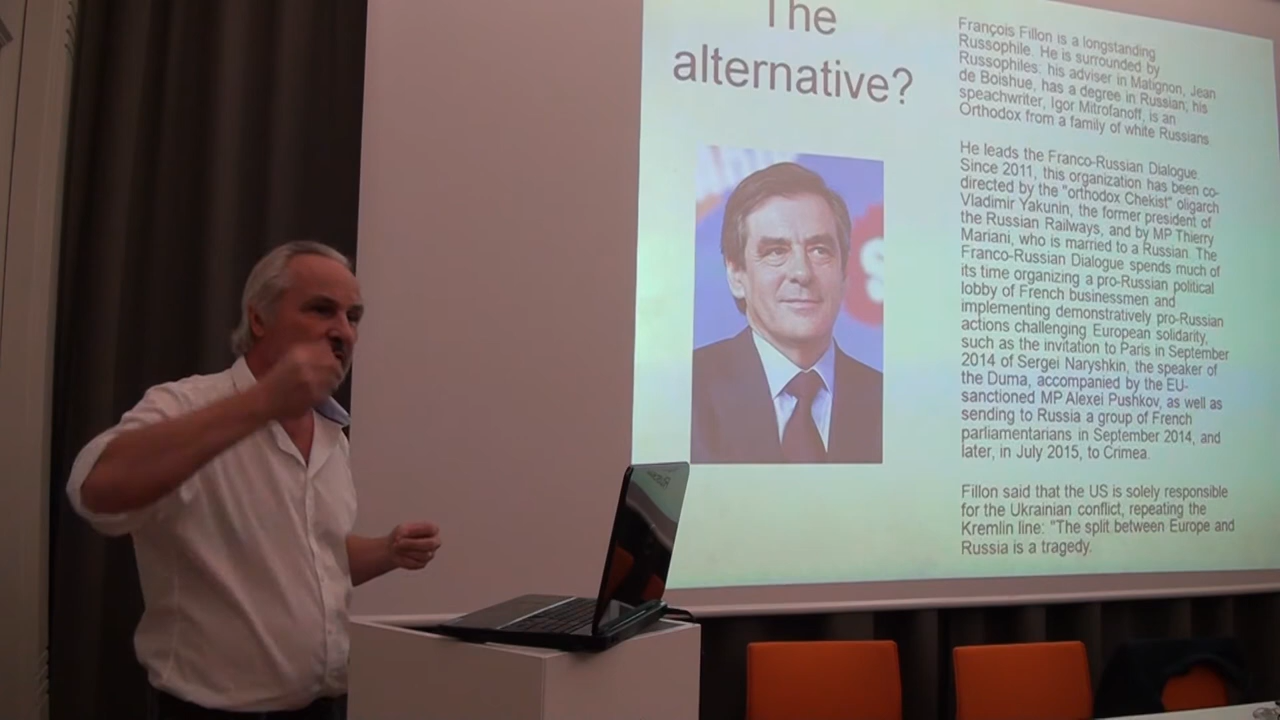 The
alternative?
François Fillon is a longstanding
Russophile. He is surrounded by
Russophiles: his adviser in Matignon, Jean
de Boishue, has a degree in Russian; his
speachwriter, Igor Mitrofanoff, is an
Orthodox from a family of white Russians
He leads the Franco-Russian Dialogue
Since 2011, this organization has been co-
directed by the "orthodox Chekist" oligarch
Vladimir Yakunin, the former president of
the Russian Railways, and by MP Thierry
Mariani, who is married to a Russian. The
Franco-Russian Dialogue spends much of
its time organizing a pro-Russian political
lobby of French businessmen and
implementing demonstratively pro-Russian
actions challenging European solidarity,
such as the invitation to Paris in September
2014 of Sergei Naryshkin, the speaker of
the Duma, accompanied by the EU-
sanctioned MP Alexei Pushkov, as well as
sending to Russia a group of French
parliamentarians in September 2014, and
later, in July 2015, to Crimea.
Fillon said that the US is solely responsible
for the Ukrainian conflict, repeating the
Kremlin line: "The split between Europe and
Russia is a tragedy.